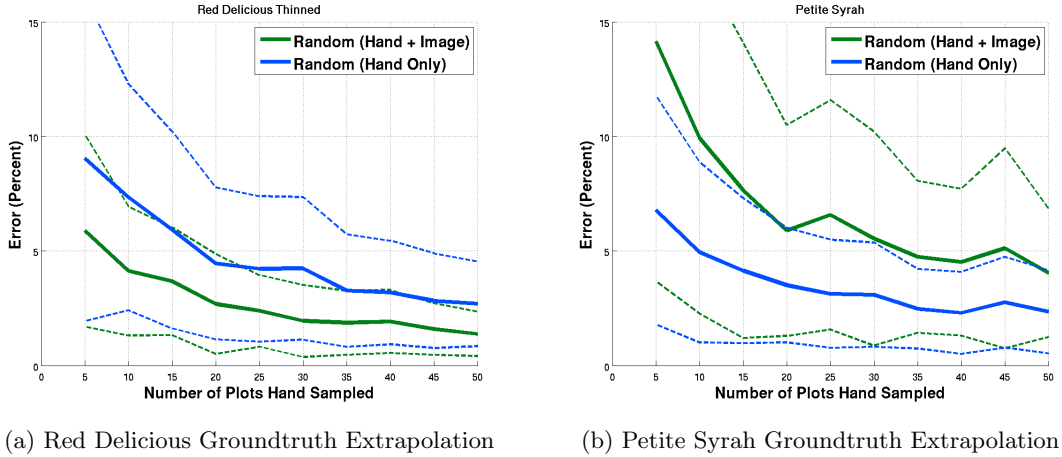 Red Delicious Thinned
15
10
5
0
Error (Percent)
Random (Hand + Image)
Random (Hand Only)
0 5 10 15 20 25 30 35 40 45 50
Number of Plots Hand Sampled
(a) Red Delicious Groundtruth Extrapolation
Petite Syrah
15
10
5
0
Error (Percent)
Random (Hand + Image)
Random (Hand Only)
0 5 10 15 20 25 30 35 40 45 50
Number of Plots Hand Sampled
(b) Petite Syrah Groundtruth Extrapolation